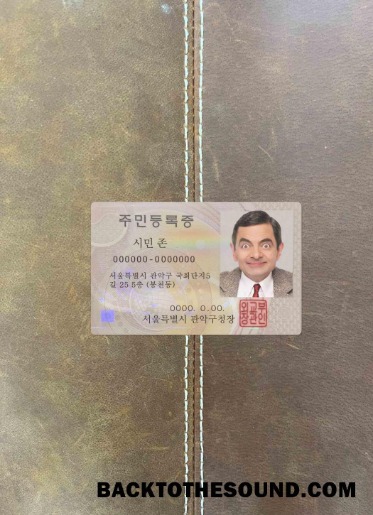 주민등록증
시민 존
000000-0000000
서울특별시 관악구 국회단지5
길 25 5층 (봉천동)
0000. 0. 00.
서울특별시 관악구청장
BACKTOTHESOUND.COM